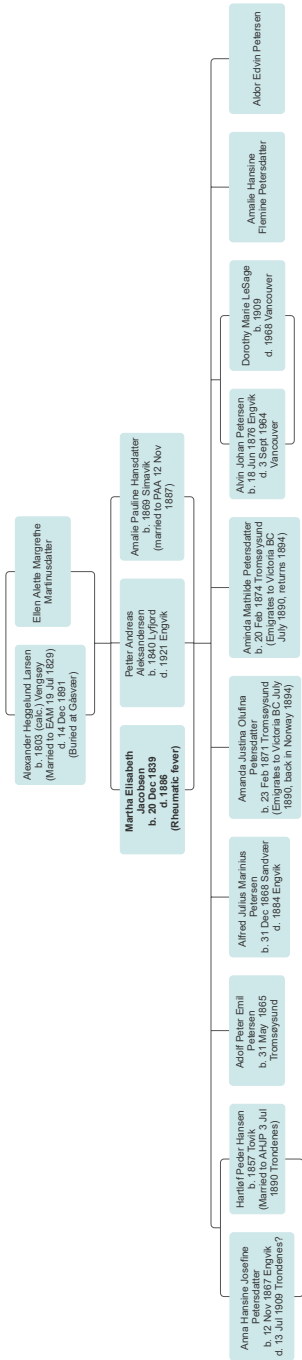 Alexander Heggelund Larsen
b. 1803 (calc.) Vengsøy
(Married to EAM 19 Jul 1829)
d. 14 Dec 1891
(Buried at Gåsvær)
Ellen Alette Margrethe
Martinusdatter
Martha Elisabeth
Jacobsen
b. 20 Dec 1839
d. 1886
(Rheumatic fever)
Petter Andreas
Aleksandersen
b. 1840 Lyfjord
d. 1921 Engvik
Amalie Pauline Hansdatter
b. 1869 Simavik
(married to PAA 12 Nov
1887)
Anna Hansine Josefine
Petersdatter
b. 12 Nov 1867 Engvik
d. 13 Jul 1909 Trondenes?
Hartløf Peder Hansen
b. 1857 Tovik
(Married to AHJP 3 Jul
1890 Trondenes)
Adolf Peter Emil
Petersen
b. 31 May  1865
Tromsøysund
Alfred Julius Marinius
Petersen
b. 31 Dec 1868 Sandvær
d. 1884 Engvik
Amanda Justina Olufina
Petersdatter
b. 23 Feb 1871 Tromsøysund
(Emigrates to Victoria BC July
1890, back in Norway 1894)
Aminda Mathilde Petersdatter
b. 20 Feb 1874 Tromsøysund
(Emigrates to Victoria BC
July 1890, returns 1894)
Alvin Johan Petersen
b. 18 Jun 1876 Engvik
d. 3 Sept 1964
Vancouver
Dorothy Marie LeSage
b. 1909
d. 1968 Vancouver
Amalie Hansine
Flemine Petersdatter
Aldor Edvin Petersen